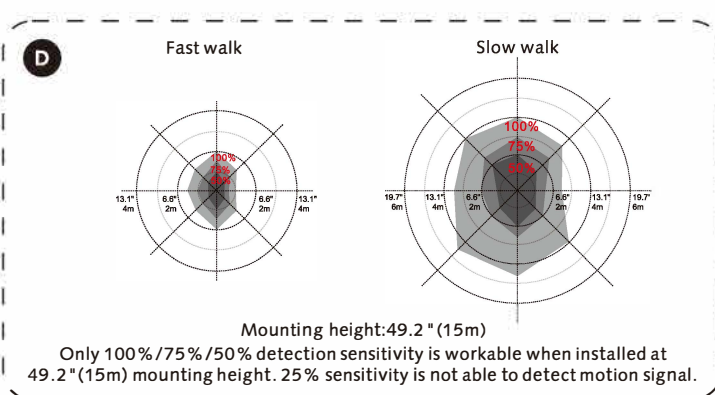 D
Fast walk
Slow walk
100%
75%
50%
13.1" 6.6" 6.6" 13.1"
4m 2m 2m 4m
100%
75%
50%
19.7" 13.1" 6.6" 6.6" 13.1" 19.7"
6m 4m 2m 2m 4m 6m
Mounting height:49.2"(15m)
Only 100%/75%/50% detection sensitivity is workable when installed at
49.2"(15m) mounting height. 25% sensitivity is not able to detect motion signal.